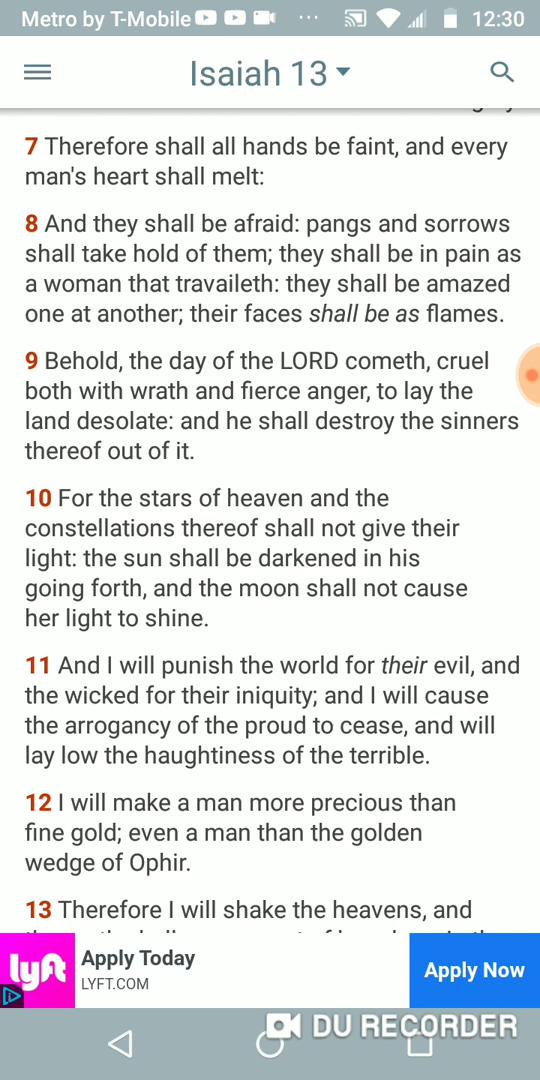 Metro by T-Mobile ... 12:30
Isaiah 13
7 Therefore shall all hands be faint, and every
man's heart shall melt:
8 And they shall be afraid: pangs and sorrows
shall take hold of them; they shall be in pain as
a woman that travaileth: they shall be amazed
one at another; their faces shall be as flames.
9 Behold, the day of the LORD cometh, cruel
both with wrath and fierce anger, to lay the
land desolate: and he shall destroy the sinners
thereof out of it.
10 For the stars of heaven and the
constellations thereof shall not give their
light: the sun shall be darkened in his
going forth, and the moon shall not cause
her light to shine.
11 And I will punish the world for their evil, and
the wicked for their iniquity; and I will cause
the arrogancy of the proud to cease, and will
lay low the haughtiness of the terrible.
12 I will make a man more precious than
fine gold; even a man than the golden
wedge of Ophir.
13 Therefore I will shake the heavens, and
lyft
Apply Today
LYFT.COM
Apply Now
DU RECORDER